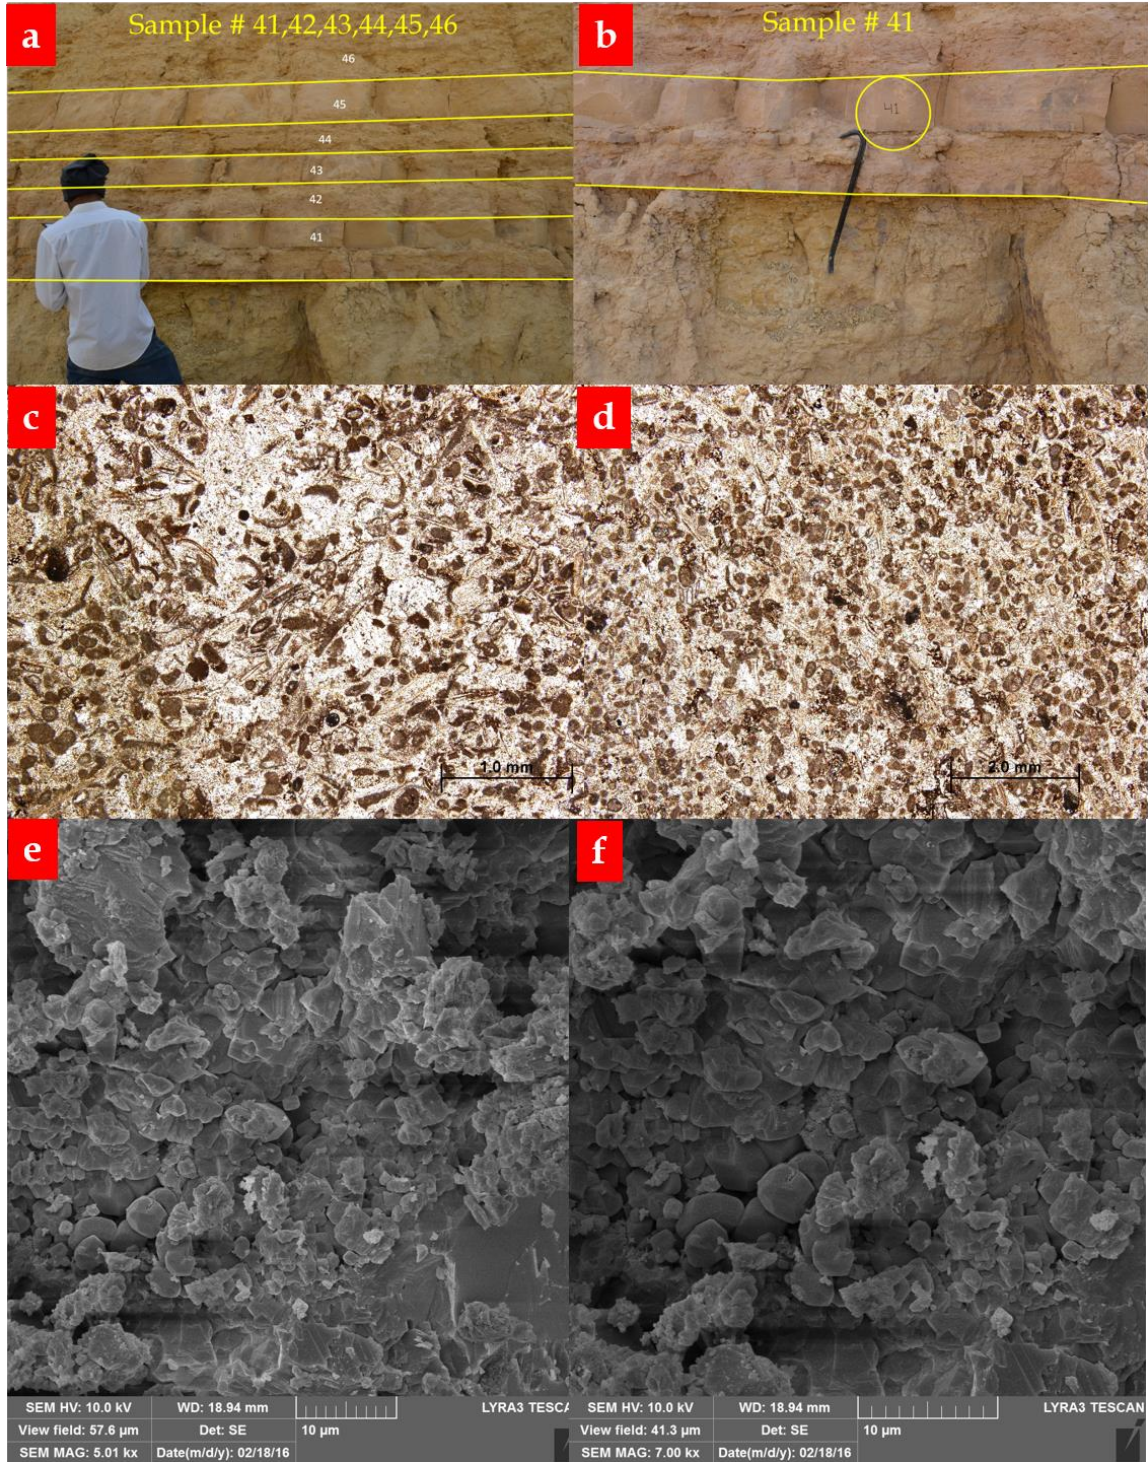 a
Sample # 41,42,43,44,45,46
46
45
44
43
42
41
b
Sample # 41
41
c
1.0 mm
d
2.0 mm
e
SEM HV: 10.0 kV
WD: 18.94 mm
LYRA3 TESCA
View field: 57.6 µm
Det: SE
10 µm
SEM MAG: 5.01 kx
Date(m/d/y): 02/18/16
f
SEM HV: 10.0 kV
WD: 18.94 mm
LYRA3 TESCAN
View field: 41.3 µm
Det: SE
10 µm
SEM MAG: 7.00 kx
Date(m/d/y): 02/18/16